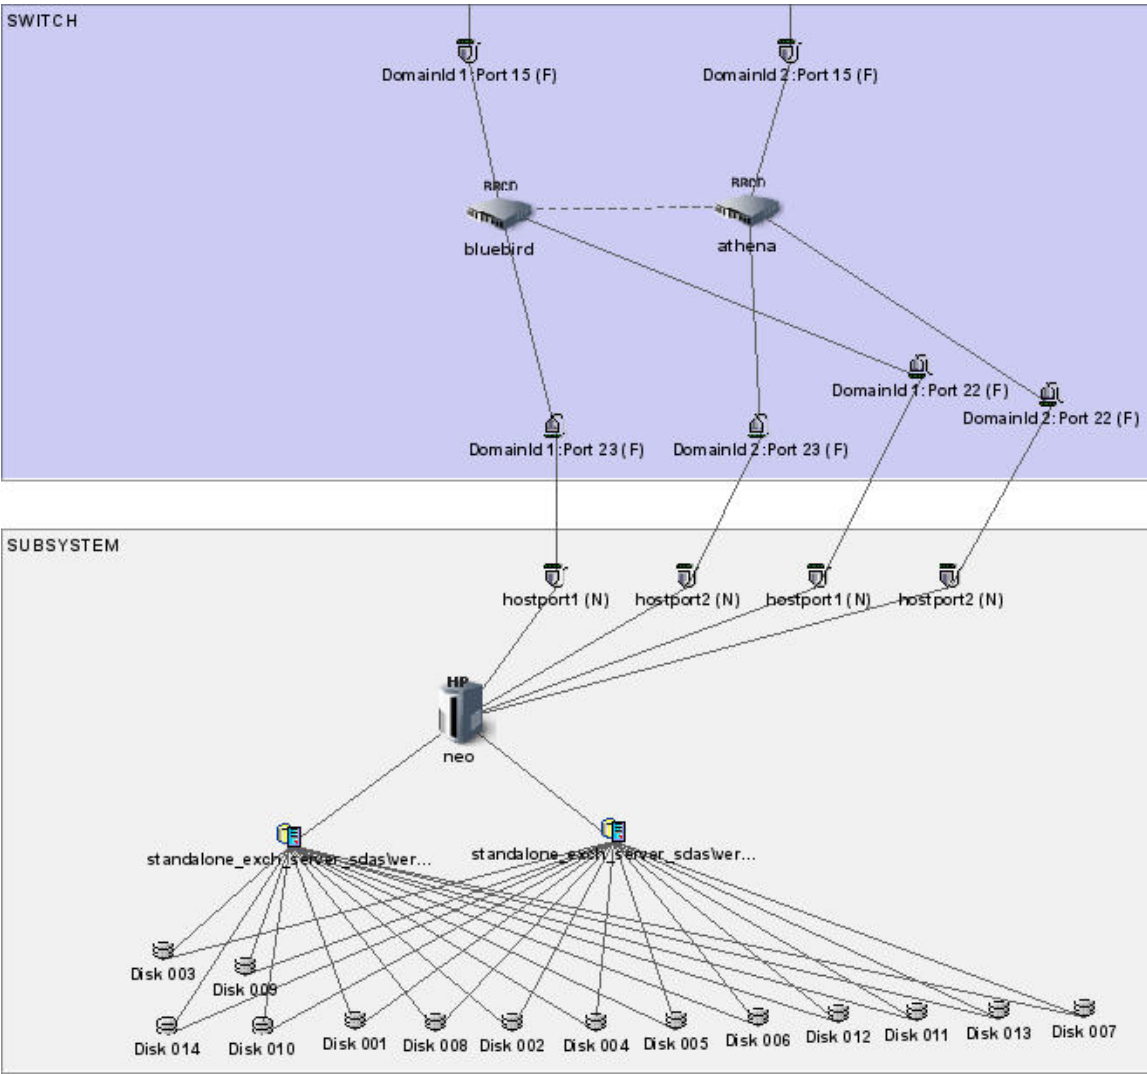 SWITCH
DomainId 1:Port 15 (F)
DomainId 2:Port 15 (F)
BRCD
BRCD
bluebird
athena
DomainId 1:Port 22 (F)
DomainId 2:Port 22 (F)
DomainId 1:Port 23 (F)
DomainId 2:Port 23 (F)
SUBSYSTEM
hostport1 (N)
hostport2 (N)
hostport1 (N)
hostport2 (N)
HP
neo
standalone_exch_server_sdas\ver...
standalone_exch_server_sdas\ver...
Disk 003
Disk 009
Disk 014
Disk 010
Disk 001
Disk 008
Disk 002
Disk 004
Disk 005
Disk 006
Disk 012
Disk 011
Disk 013
Disk 007